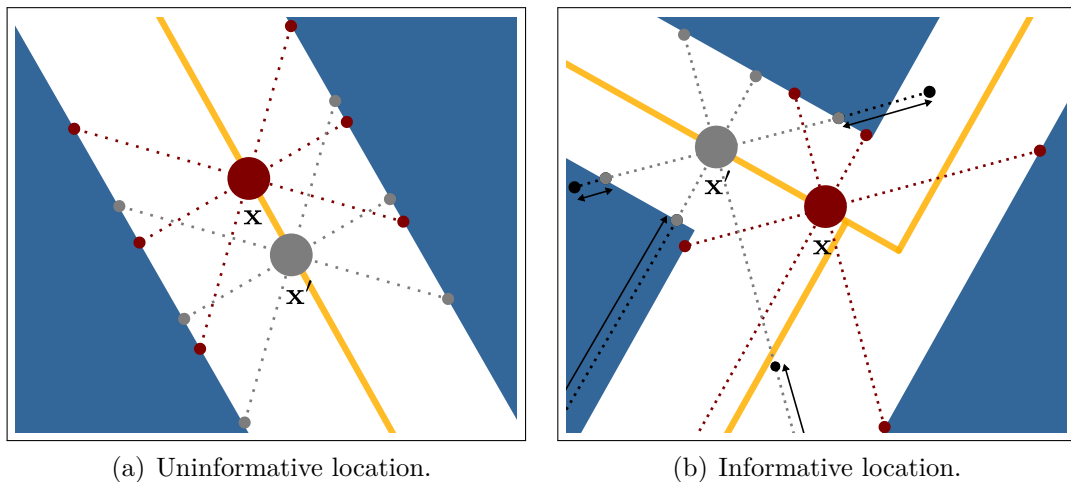 x
x′
(a) Uninformative location.
x′
x
(b) Informative location.